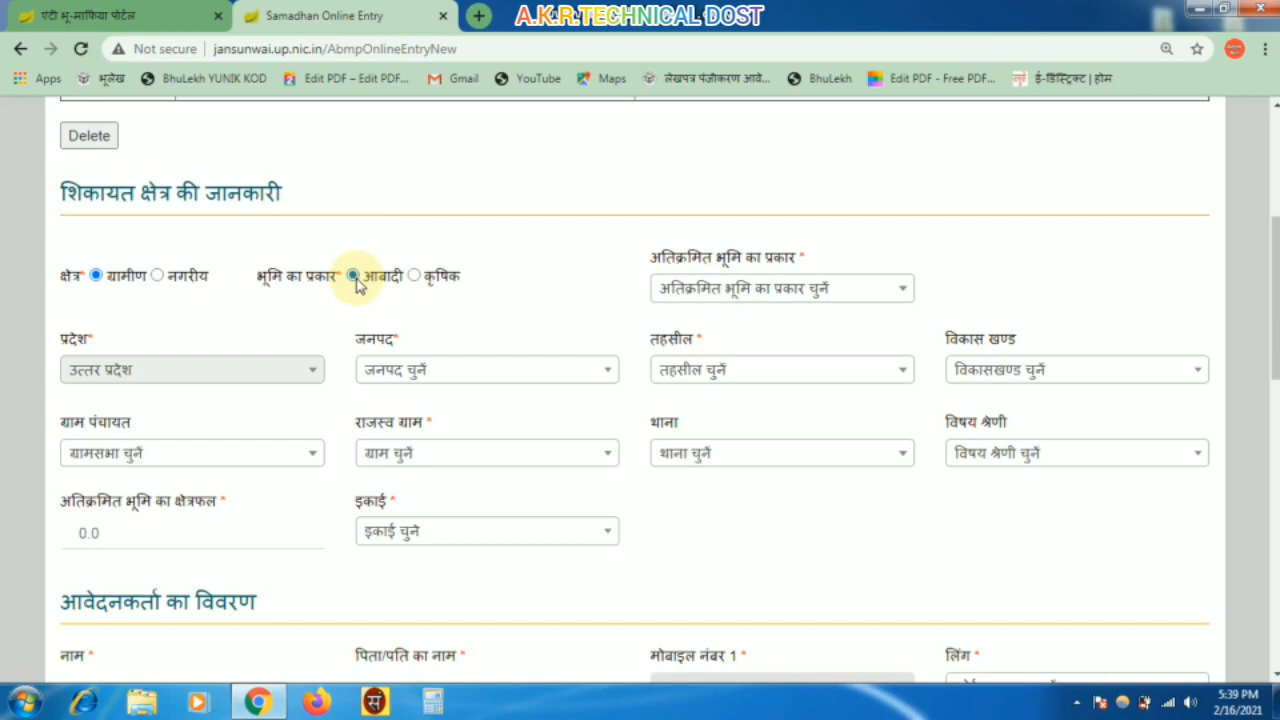 A.K.R.TECHNICAL DOST
एंटी भू-माफिया पोर्टल
Samadhan Online Entry
Not secure | jansunwai.up.nic.in/AbmpOnlineEntryNew
Apps भूलेख BhuLekh YUNIK KOD Edit PDF – Edit PDF... Gmail YouTube Maps लेखपत्र पंजीकरण आवे... BhuLekh Edit PDF - Free PDF... ई-डिस्ट्रिक्ट | होम
Delete
शिकायत क्षेत्र की जानकारी
अतिक्रमित भूमि का प्रकार *
क्षेत्र* ग्रामीण नगरीय भूमि का प्रकार* आबादी कृषिक
अतिक्रमित भूमि का प्रकार चुनें
प्रदेश* जनपद* तहसील * विकास खण्ड
उत्तर प्रदेश जनपद चुनें तहसील चुनें विकासखण्ड चुनें
ग्राम पंचायत राजस्व ग्राम * थाना विषय श्रेणी
ग्रामसभा चुनें ग्राम चुनें थाना चुनें विषय श्रेणी चुनें
अतिक्रमित भूमि का क्षेत्रफल * इकाई *
0.0 इकाई चुने
आवेदनकर्ता का विवरण
नाम * पिता/पति का नाम * मोबाइल नंबर 1 * लिंग *
5:39 PM
2/16/2021